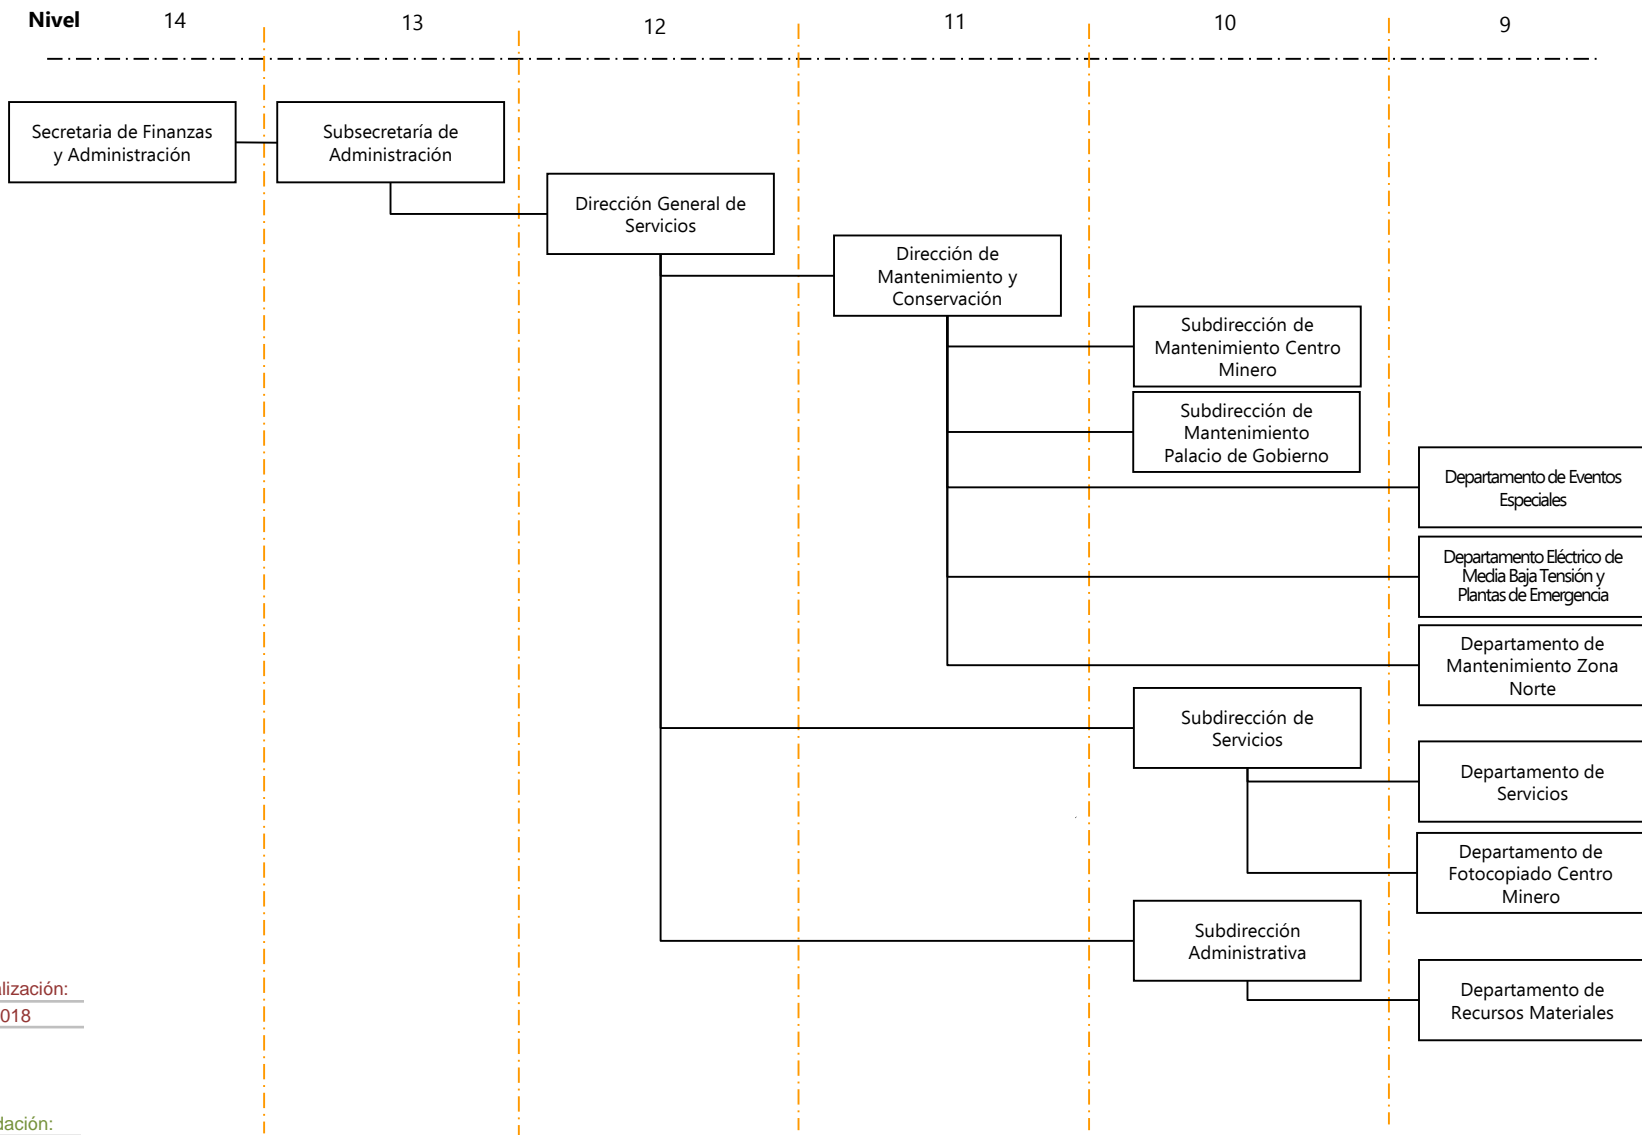 Nivel 14 13 12 11 10 9
Secretaria de Finanzas
y Administración
Subsecretaría de
Administración
Dirección General de
Servicios
Dirección de
Mantenimiento y
Conservación
Subdirección de
Mantenimiento Centro
Minero
Subdirección de
Mantenimiento
Palacio de Gobierno
Departamento de Eventos
Especiales
Departamento Eléctrico de
Media Baja Tensión y
Plantas de Emergencia
Departamento de
Mantenimiento Zona
Norte
Subdirección de
Servicios
Departamento de
Servicios
Departamento de
Fotocopiado Centro
Minero
Subdirección
Administrativa
Departamento de
Recursos Materiales
lización:
018
dación: